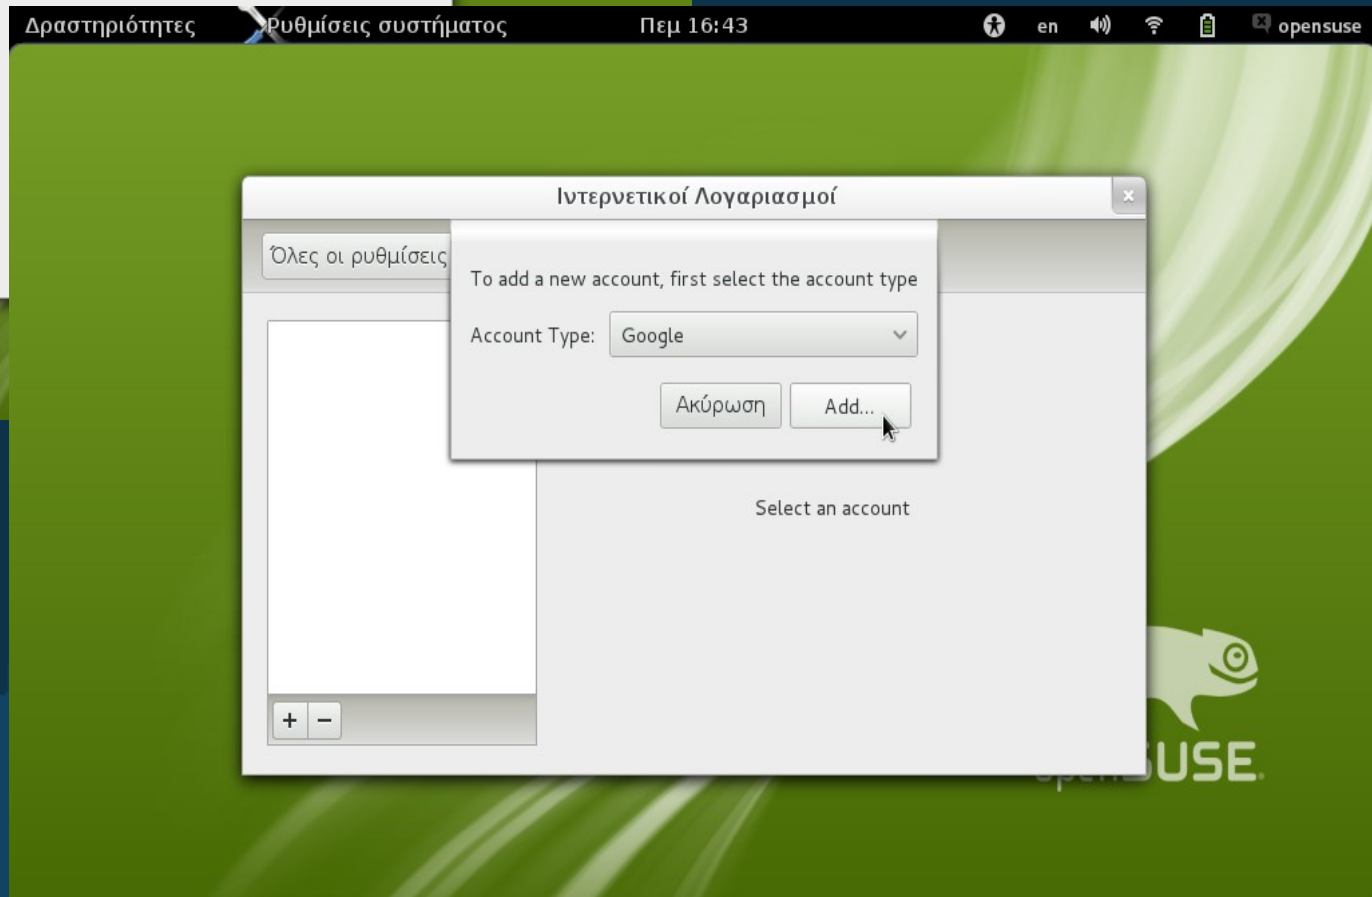 Δραστηριότητες Ρυθμίσεις συστήματος Πεμ 16:43 en opensuse
Ιντερνετικοί Λογαριασμοί
Όλες οι ρυθμίσεις
To add a new account, first select the account type
Account Type: Google
Ακύρωση Add...
Select an account
openSUSE